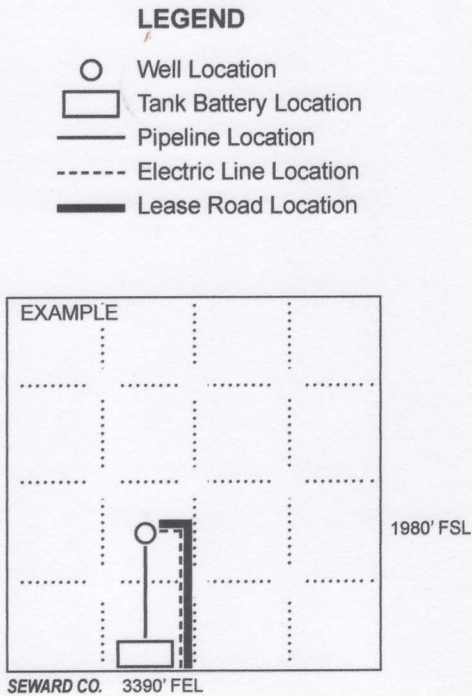 LEGEND
Well Location
Tank Battery Location
Pipeline Location
Electric Line Location
Lease Road Location
EXAMPLE
1980' FSL
SEWARD CO. 3390' FEL